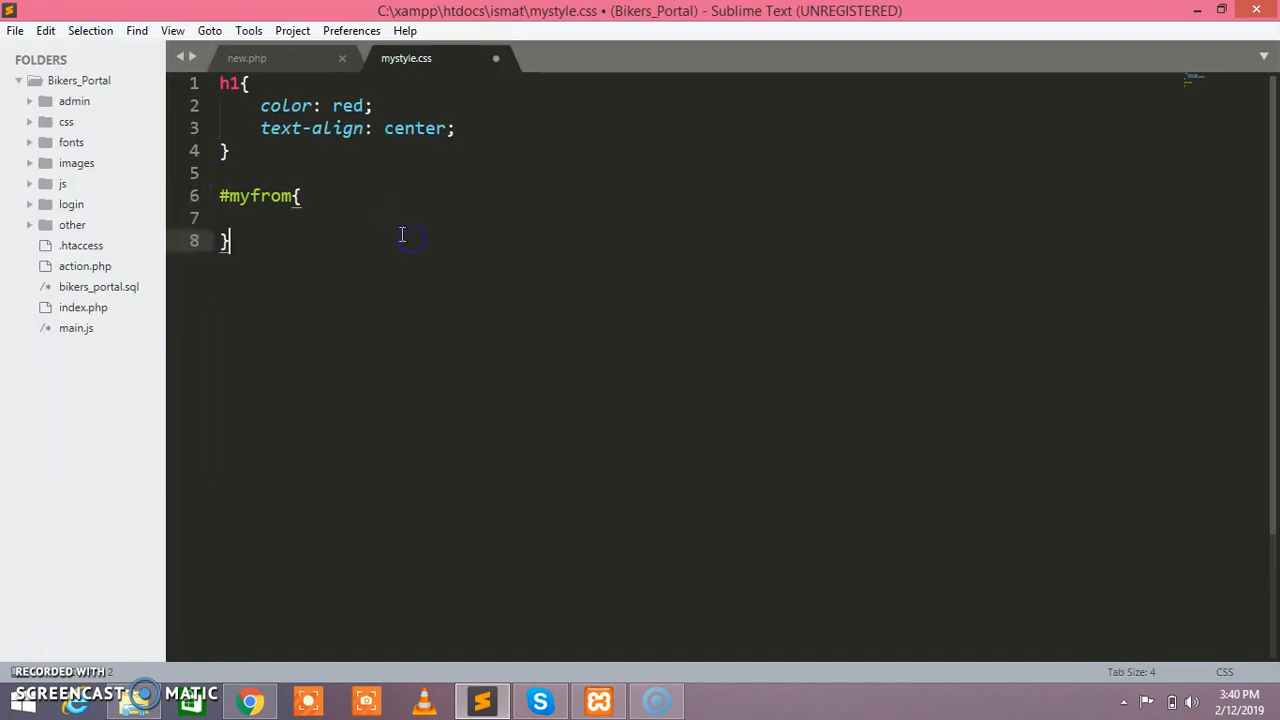 C:\xampp\htdocs\ismat\mystyle.css • (Bikers_Portal) - Sublime Text (UNREGISTERED)
File Edit Selection Find View Goto Tools Project Preferences Help
FOLDERS
Bikers_Portal
admin
css
fonts
images
js
login
other
.htaccess
action.php
/* bikers_portal.sql
index.php
/* main.js
new.php × mystyle.css
1 h1{
2 color: red;
3 text-align: center;
4 }
5
6 #myfrom{
7
8 }
RECORDED WITH
SCREENCAST MATIC
Tab Size: 4 CSS
3:40 PM
2/12/2019